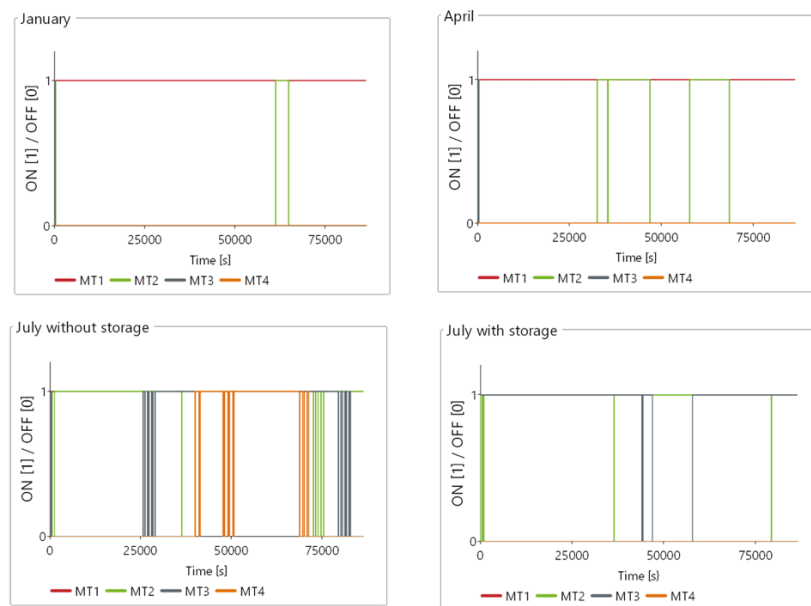 January
ON [1] / OFF [0]
1
0
0 25000 50000 75000
Time [s]
MT1 MT2 MT3 MT4
April
ON [1] / OFF [0]
1
0
0 25000 50000 75000
Time [s]
MT1 MT2 MT3 MT4
July without storage
ON [1] / OFF [0]
1
0
0 25000 50000 75000
Time [s]
MT1 MT2 MT3 MT4
July with storage
ON [1] / OFF [0]
1
0
0 25000 50000 75000
Time (s)
MT1 MT2 MT3 MT4